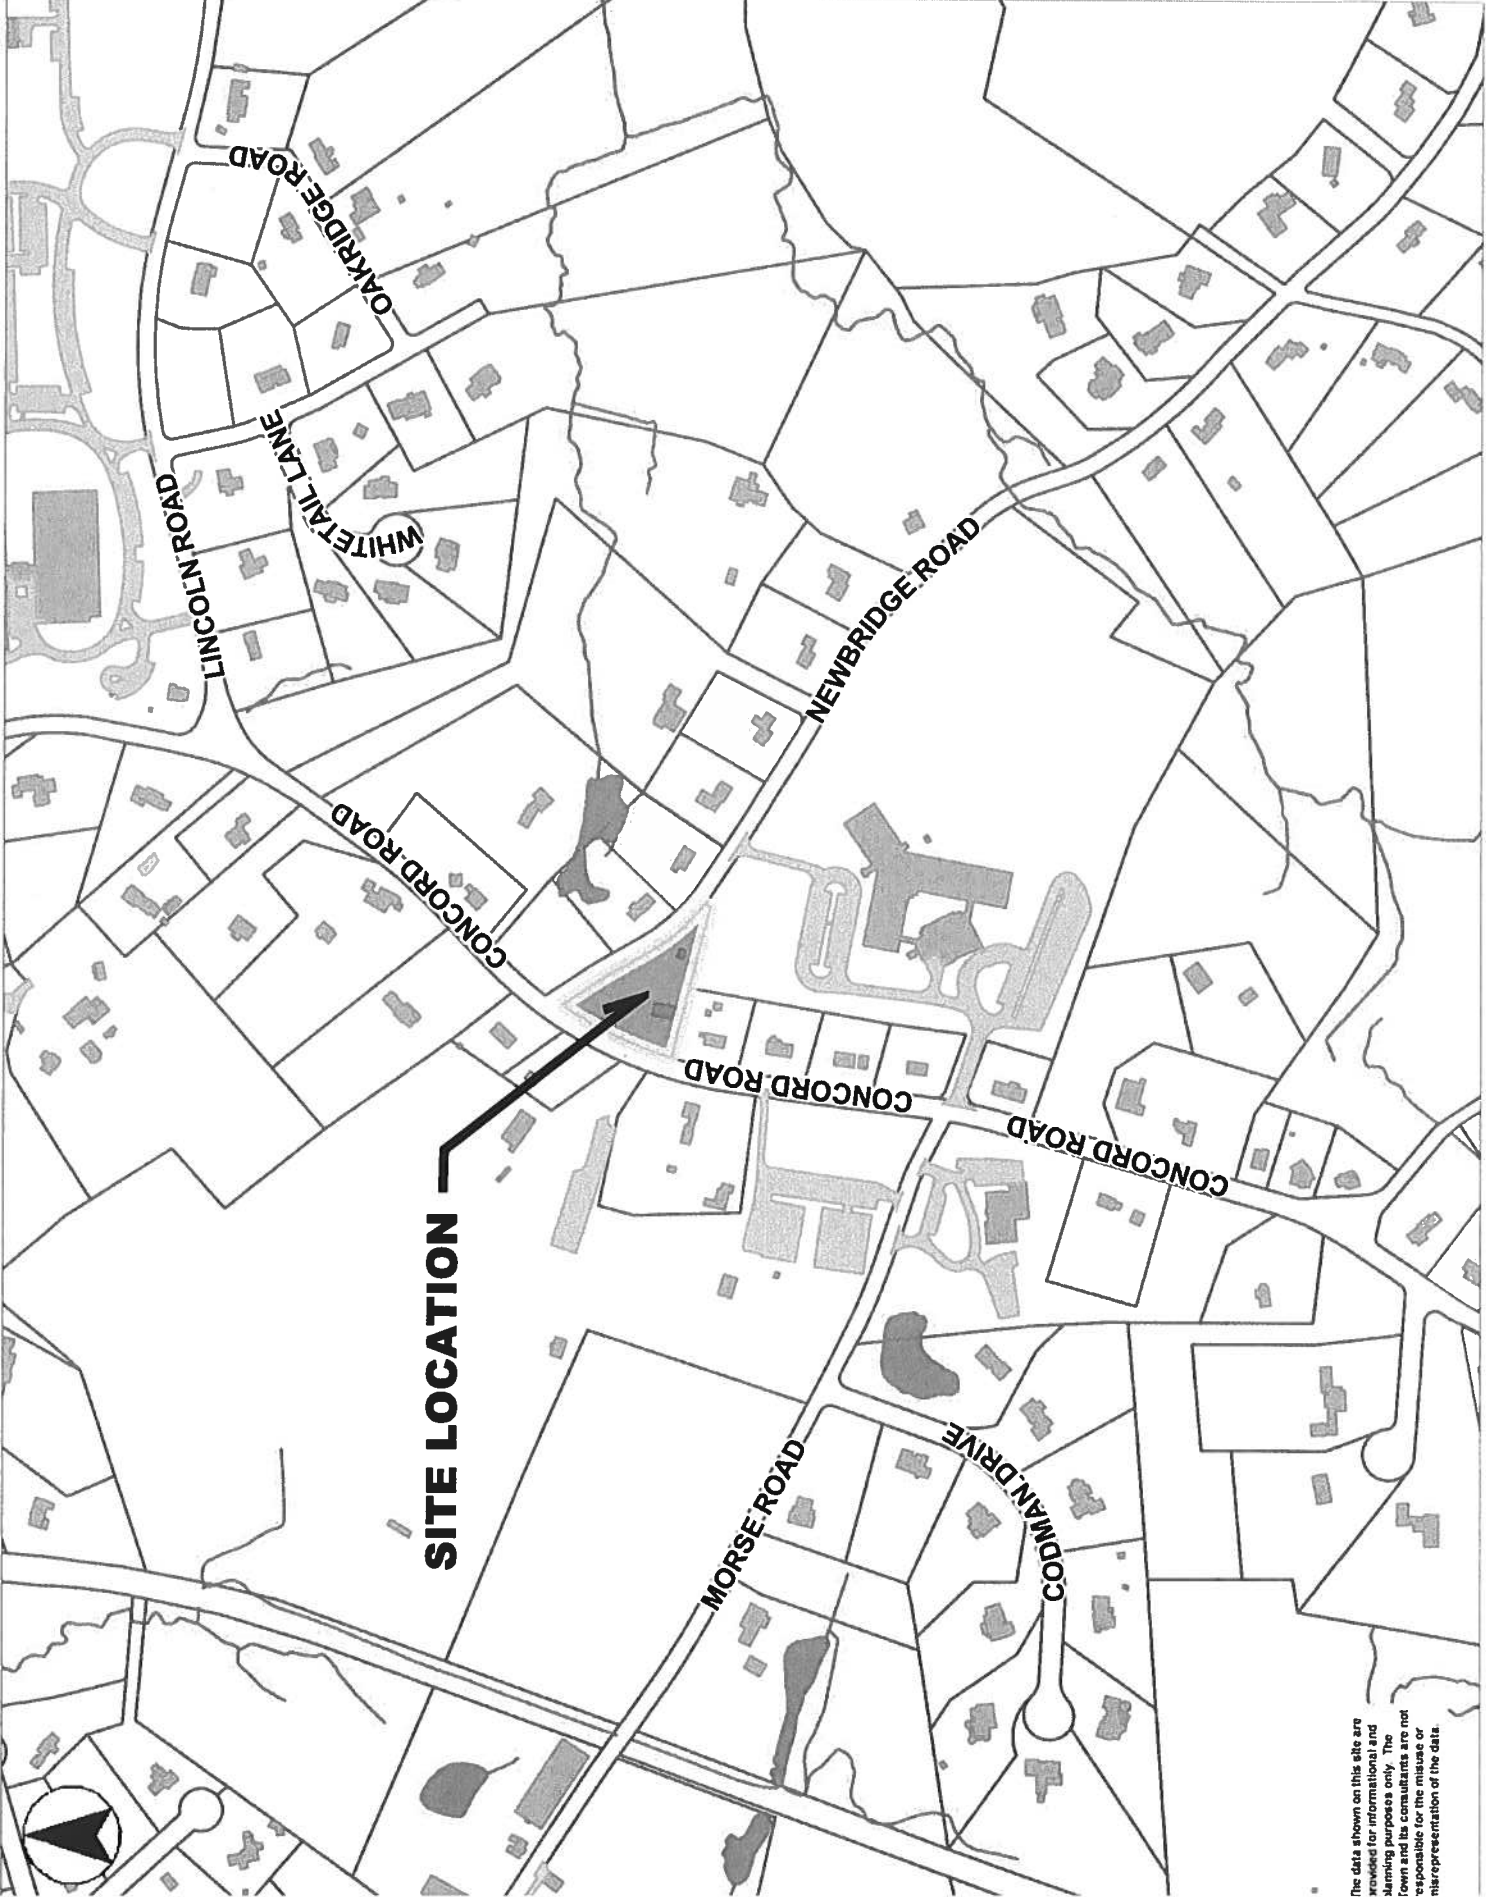 SITE LOCATION
OAKRIDGE ROAD
WHITETAIL LANE
LINCOLN ROAD
CONCORD ROAD
NEWBRIDGE ROAD
CONCORD ROAD
CONCORD ROAD
MORSE ROAD
CODMAN DRIVE
The data shown on this site are
provided for informational and
planning purposes only. The
Town and its consultants are not
responsible for the misuse or
misrepresentation of the data.